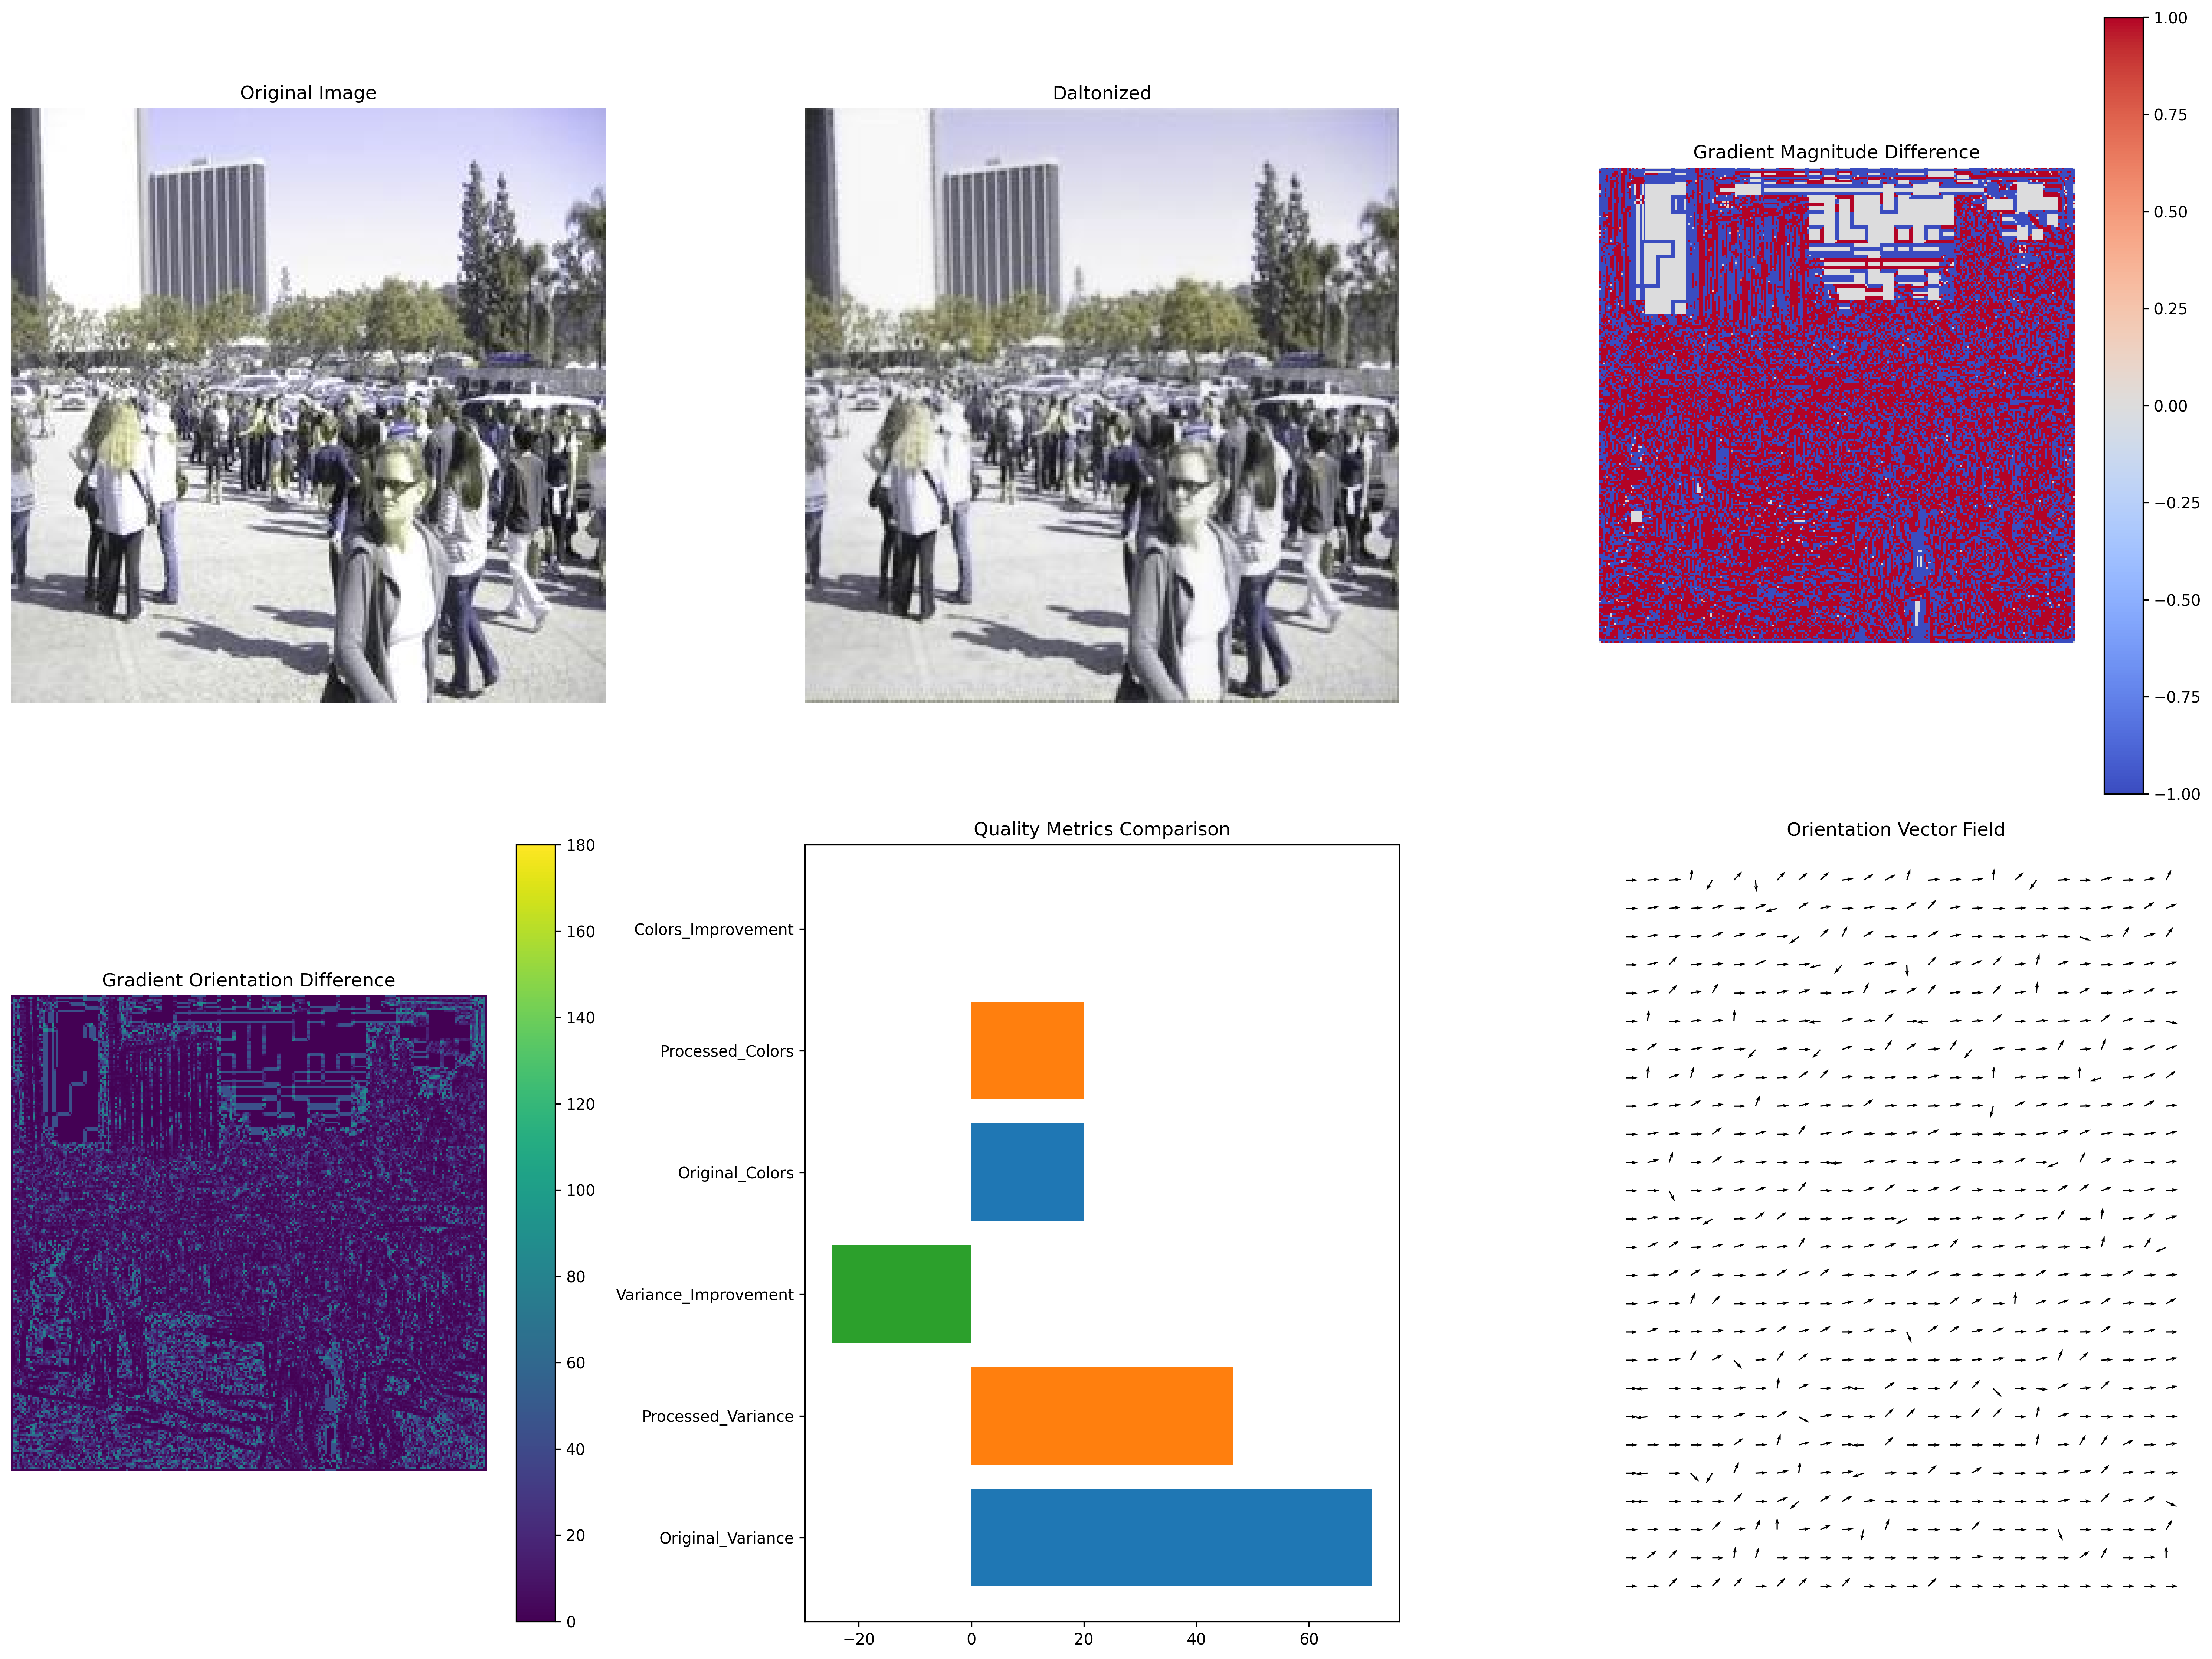 Original Image
Daltonized
Gradient Magnitude Difference
1.00
0.75
0.50
0.25
0.00
−0.25
−0.50
−0.75
−1.00
Gradient Orientation Difference
180
160
140
120
100
80
60
40
20
0
Quality Metrics Comparison
Colors_Improvement
Processed_Colors
Original_Colors
Variance_Improvement
Processed_Variance
Original_Variance
−20 0 20 40 60
Orientation Vector Field